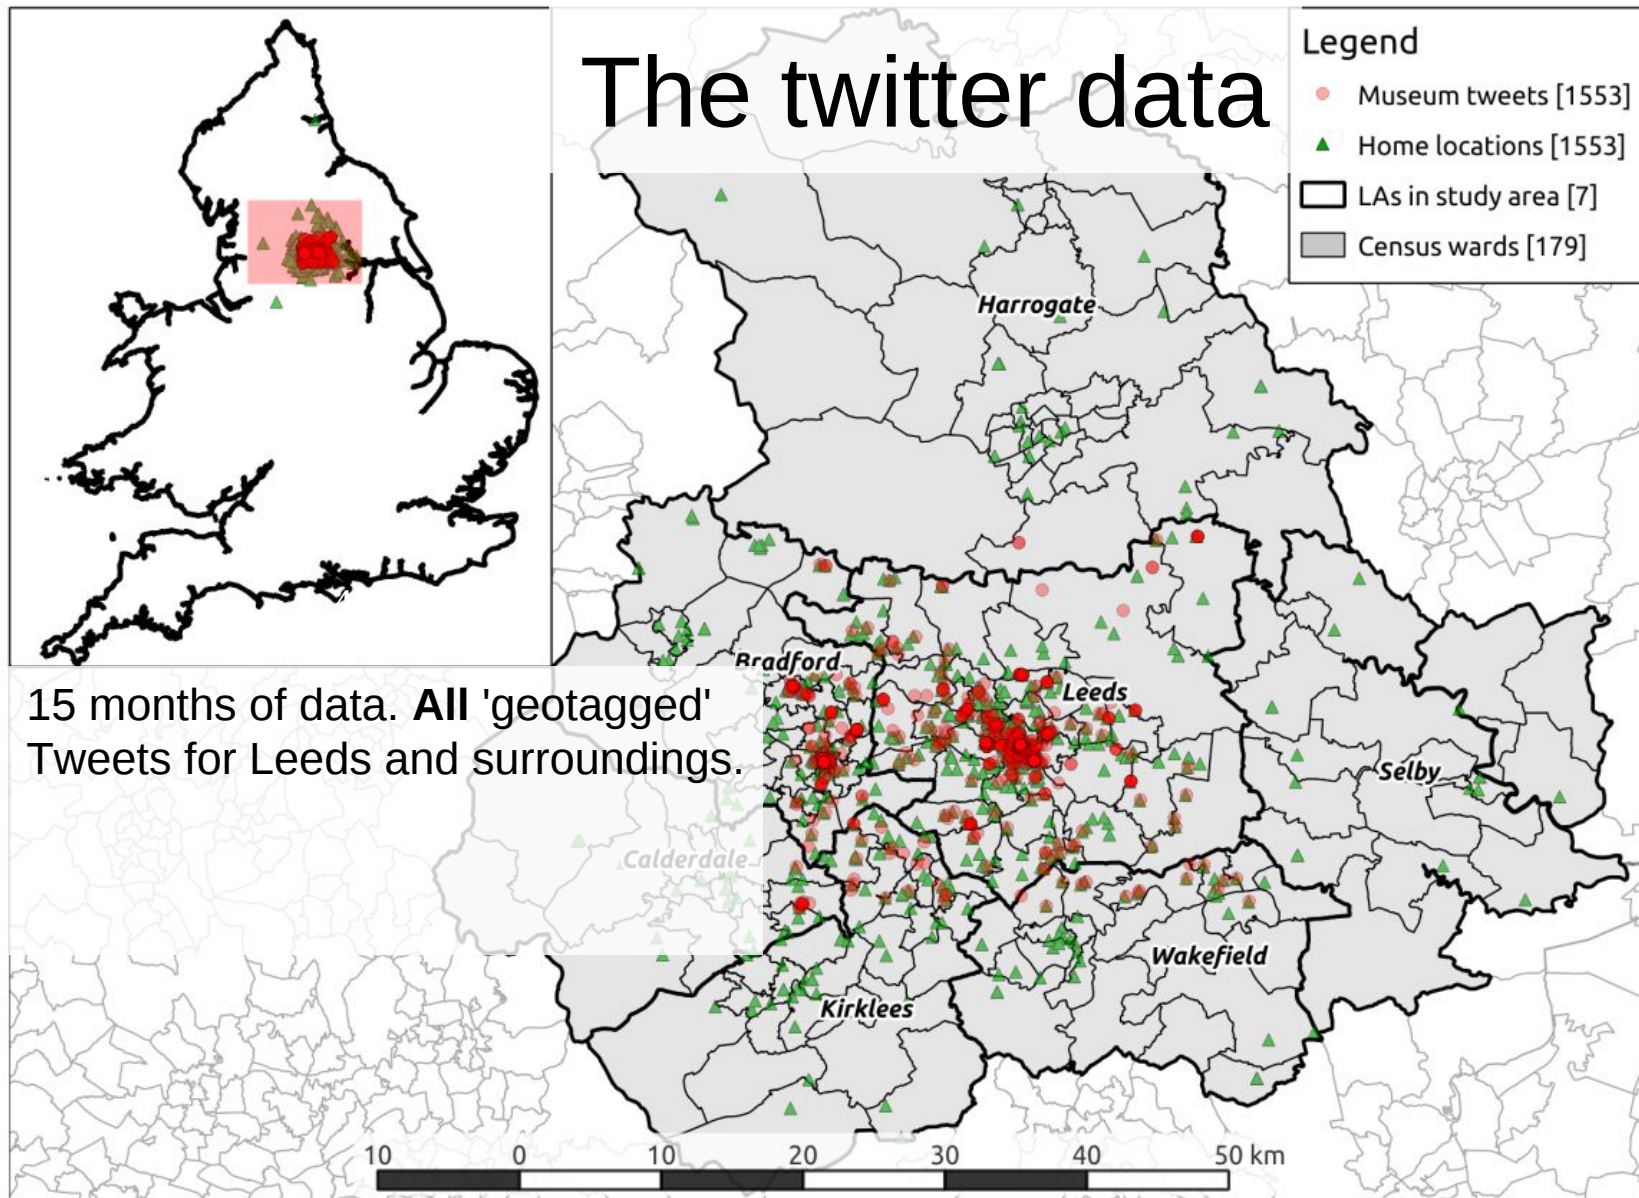 The twitter data
Legend
Museum tweets [1553]
Home locations [1553]
LAs in study area [7]
Census wards [179]
Harrogate
Bradford
Leeds
15 months of data. All 'geotagged'
Tweets for Leeds and surroundings.
Selby
Calderdale
Wakefield
Kirklees
10 0 10 20 30 40 50 km